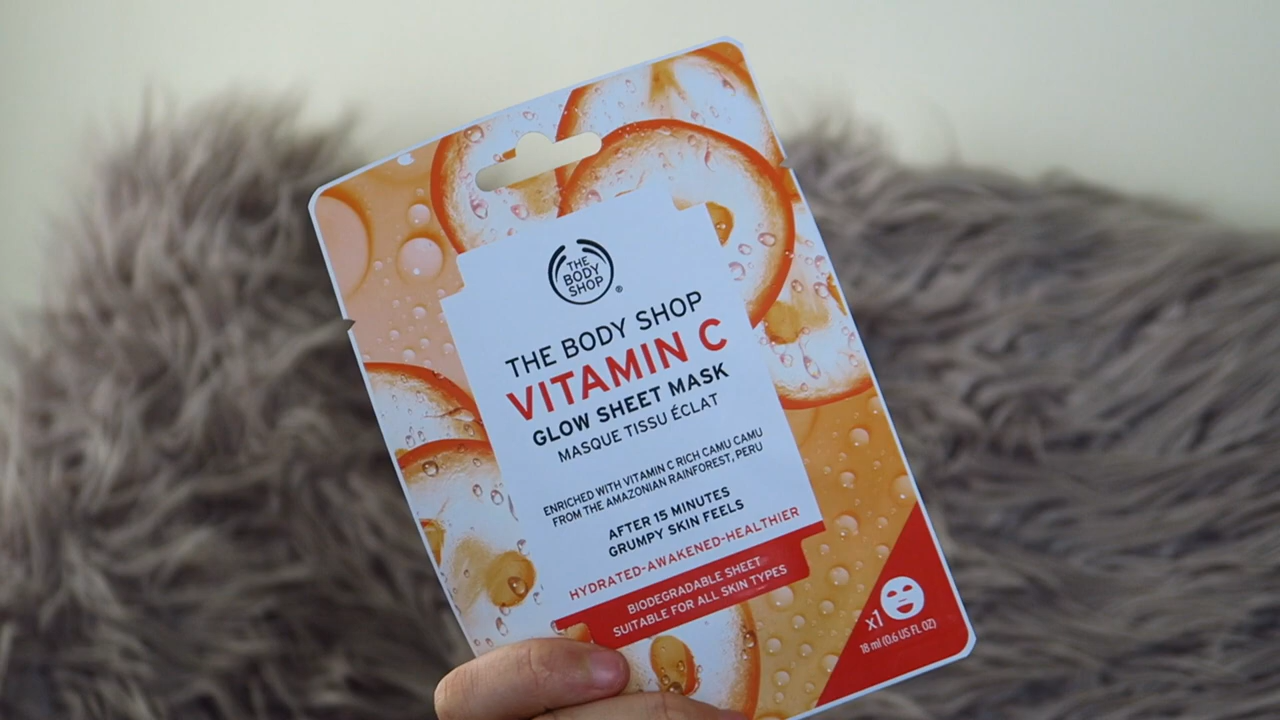 THE
BODY
SHOP
®
THE BODY SHOP
VITAMIN C
GLOW SHEET MASK
MASQUE TISSU ÉCLAT
ENRICHED WITH VITAMIN C RICH CAMU CAMU
FROM THE AMAZONIAN RAINFOREST, PERU
AFTER 15 MINUTES
GRUMPY SKIN FEELS
HYDRATED-AWAKENED-HEALTHIER
BIODEGRADABLE SHEET
SUITABLE FOR ALL SKIN TYPES
x1
18 ml (0.6 US FL OZ)